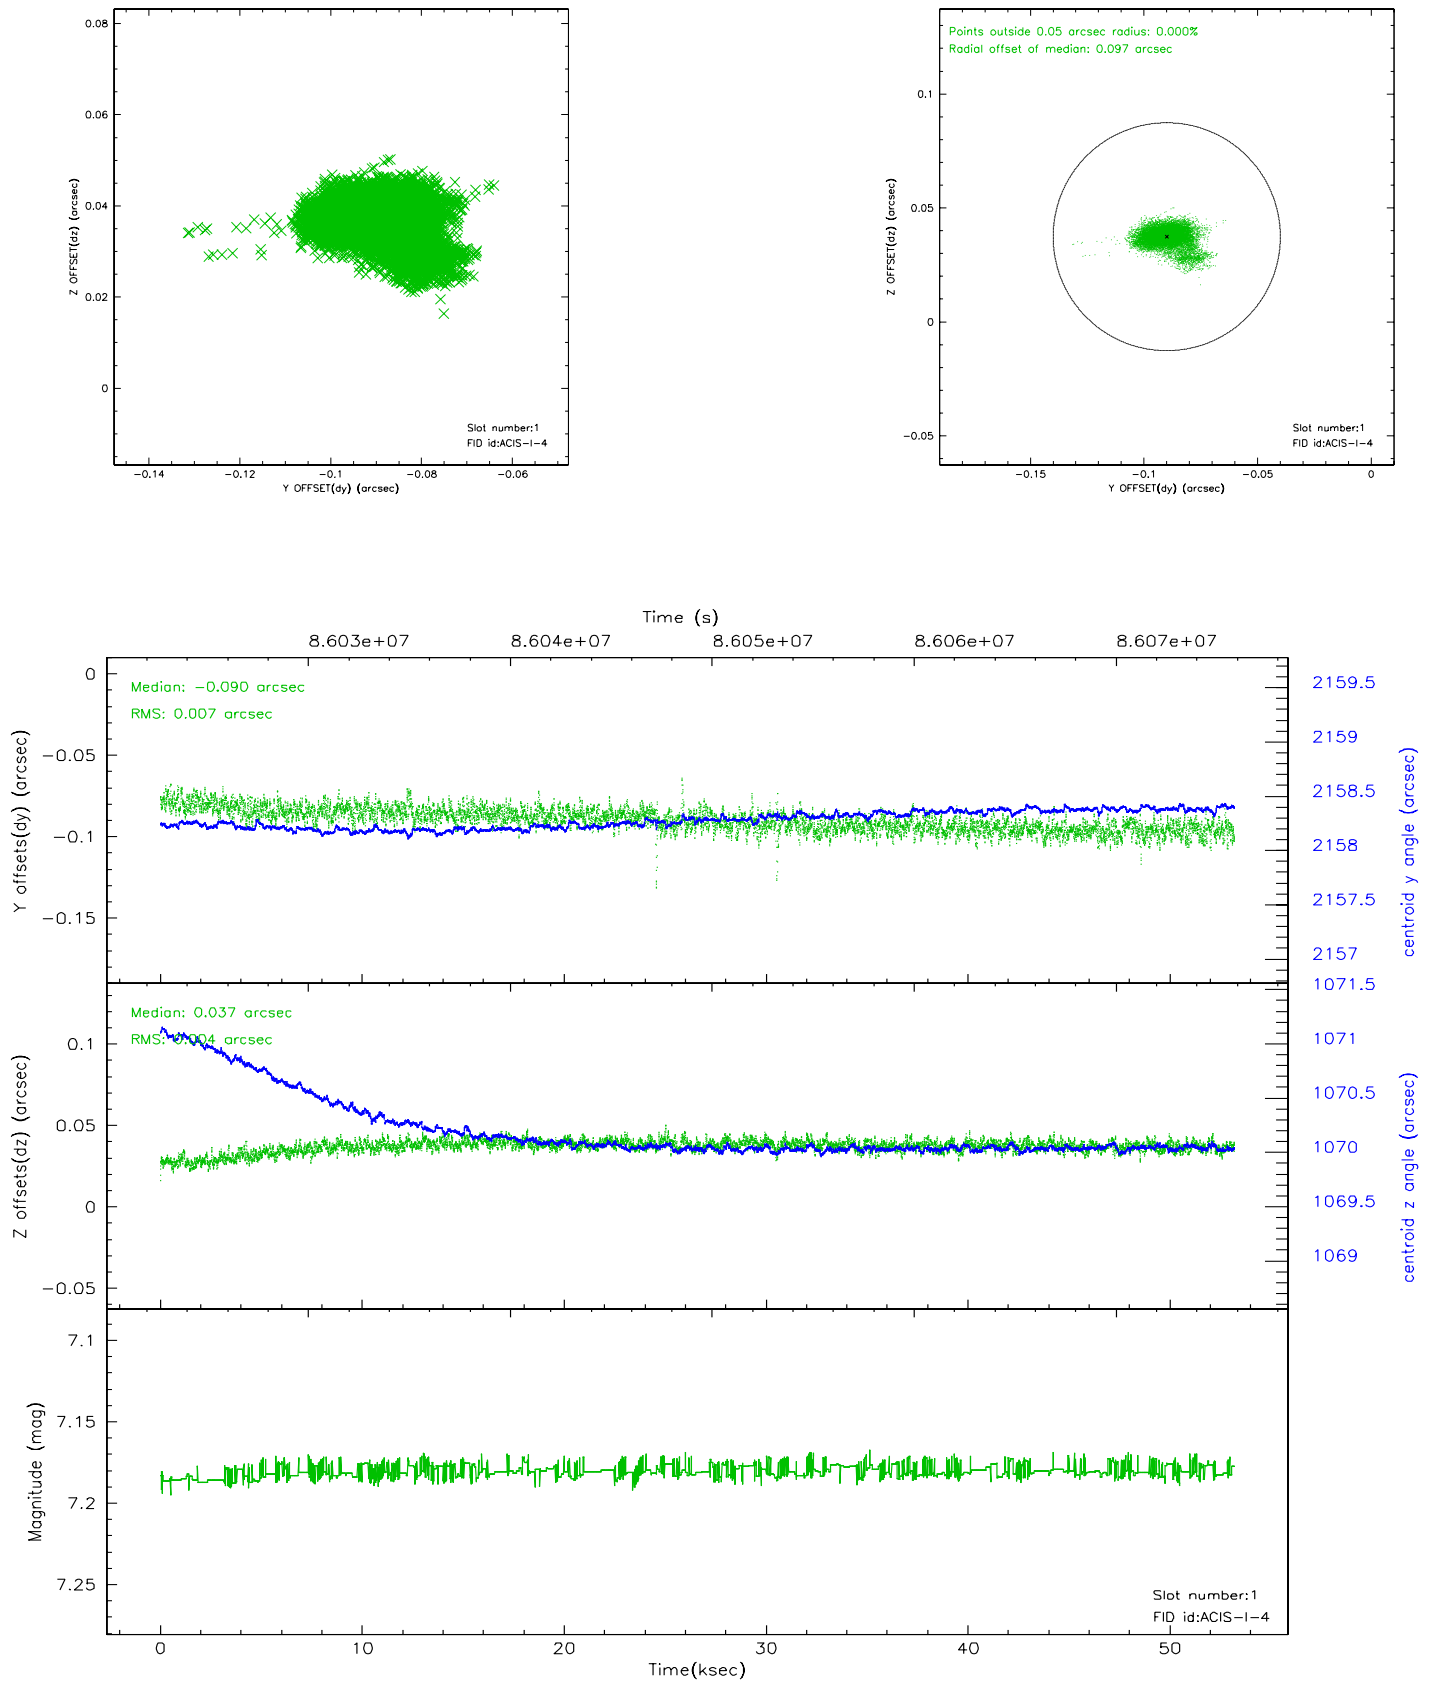 0.08
0.06
0.04
0.02
0
Z OFFSET(dz) (arcsec)
Slot number:1
FID id:ACIS-I-4
-0.14
-0.12
-0.1
-0.08
-0.06
Y OFFSET(dy) (arcsec)
Points outside 0.05 arcsec radius: 0.000%
Radial offset of median: 0.097 arcsec
0.1
0.05
0
-0.05
Z OFFSET(dz) (arcsec)
Slot number:1
FID id:ACIS-I-4
-0.15
-0.1
-0.05
0
Y OFFSET(dy) (arcsec)
Time (s)
8.603e+07
8.604e+07
8.605e+07
8.606e+07
8.607e+07
Median: -0.090 arcsec
RMS: 0.007 arcsec
0
-0.05
-0.1
-0.15
Y offsets(dy) (arcsec)
2159.5
2159
2158.5
2158
2157.5
2157
centroid y angle (arcsec)
Median: 0.037 arcsec
RMS: 0.004 arcsec
0.1
0.05
0
-0.05
Z offsets(dz) (arcsec)
1071.5
1071
1070.5
1070
1069.5
1069
centroid z angle (arcsec)
7.1
7.15
7.2
7.25
Magnitude (mag)
Slot number:1
FID id:ACIS-I-4
0
10
20
30
40
50
Time(ksec)